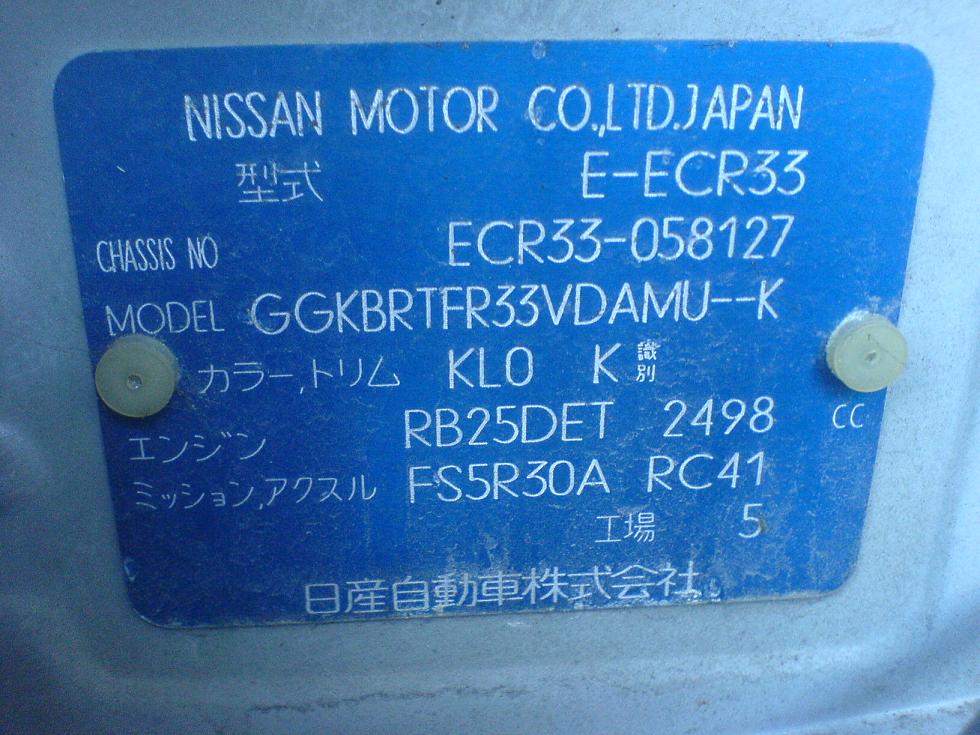 NISSAN MOTOR CO.,LTD.JAPAN
型式 E-ECR33
CHASSIS NO ECR33-058127
MODEL GGKBRTFR33VDAMU--K
カラー,トリム KL0 K 識別
エンジン RB25DET 2498 CC
ミッション,アクスル FS5R30A RC41
工場 5
日産自動車株式会社